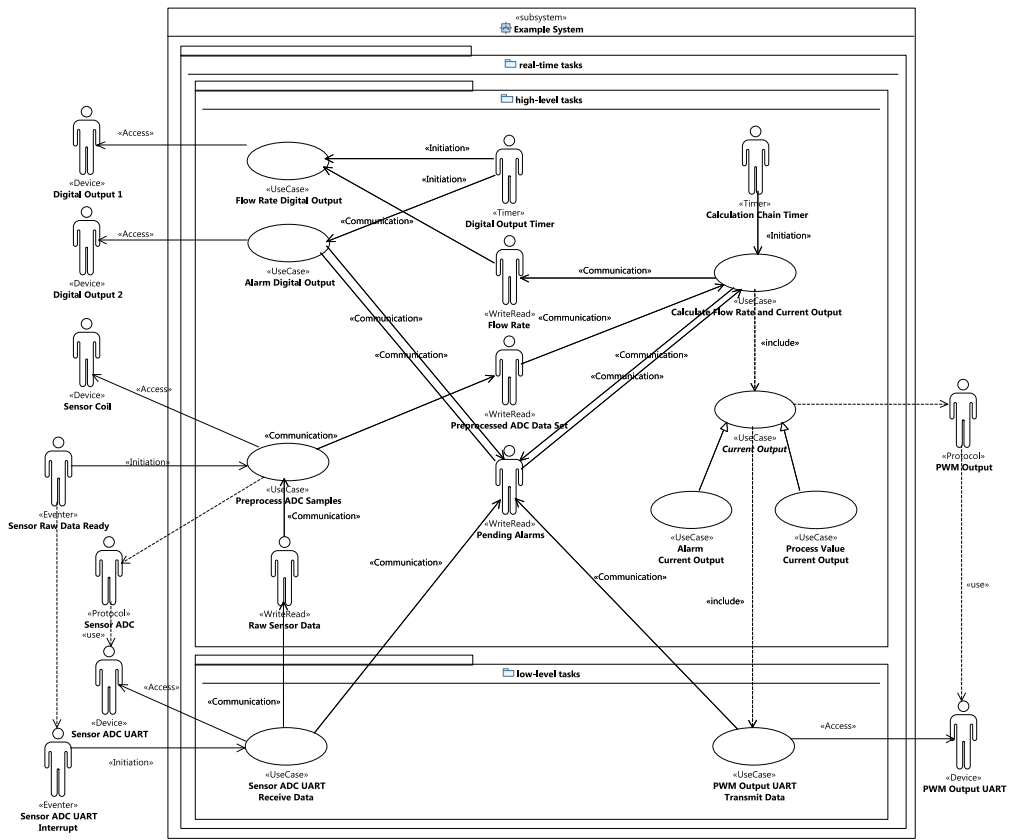 «subsystem»
Example System
real-time tasks
high-level tasks
«Access»
«Device»
Digital Output 1
«UseCase»
Flow Rate Digital Output
«Initiation»
«Initiation»
«Timer»
Digital Output Timer
«Timer»
Calculation Chain Timer
«Communication»
«Initiation»
«Access»
«Device»
Digital Output 2
«UseCase»
Alarm Digital Output
«Communication»
«WriteRead»
Flow Rate
«UseCase»
Calculate Flow Rate and Current Output
«Communication»
«Communication»
«include»
«Communication»
«Communication»
«Communication»
«Device»
Sensor Coil
«Access»
«WriteRead»
Preprocessed ADC Data Set
«Communication»
«UseCase»
Current Output
«Protocol»
PWM Output
«Initiation»
«UseCase»
Preprocess ADC Samples
«Eventer»
Sensor Raw Data Ready
«Communication»
«WriteRead»
Pending Alarms
«UseCase»
Alarm
Current Output
«UseCase»
Process Value
Current Output
«Communication»
«Communication»
«use»
«include»
«Protocol»
Sensor ADC
«use»
«WriteRead»
Raw Sensor Data
low-level tasks
«Access»
«Communication»
«Device»
Sensor ADC UART
«Access»
«Initiation»
«UseCase»
Sensor ADC UART
Receive Data
«UseCase»
PWM Output UART
Transmit Data
«Device»
PWM Output UART
«Eventer»
Sensor ADC UART
Interrupt